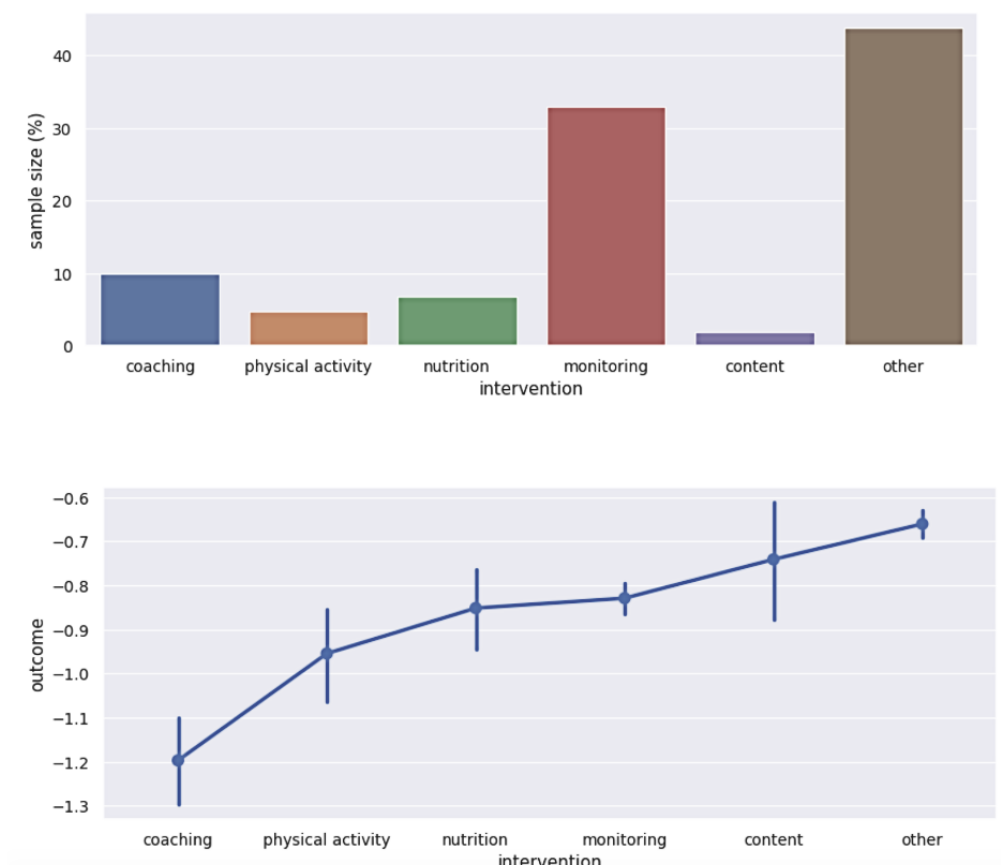 40
30
20
10
0
sample size (%)
coaching physical activity nutrition monitoring content other
intervention
−0.6
−0.7
−0.8
−0.9
−1.0
−1.1
−1.2
−1.3
outcome
coaching physical activity nutrition monitoring content other
intervention